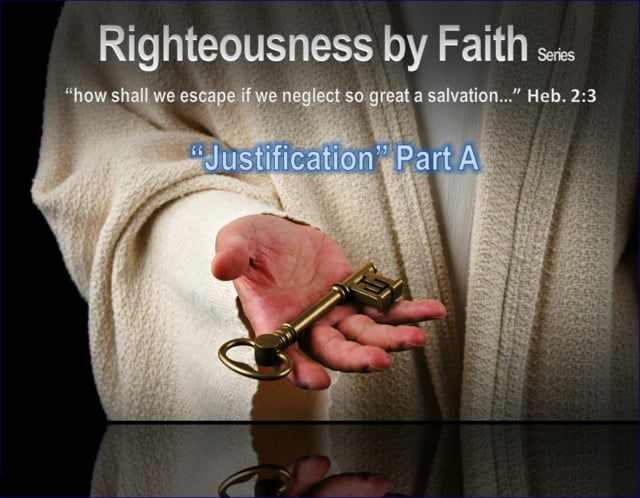 Righteousness by Faith Series
“how shall we escape if we neglect so great a salvation...” Heb. 2:3
“Justification” Part A